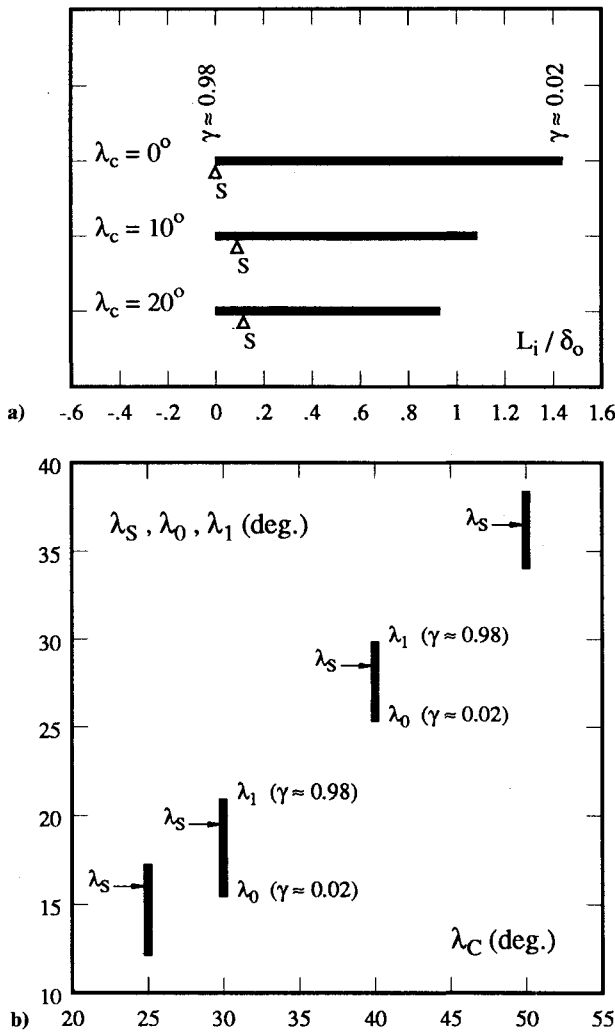 γ ≈ 0.98
γ ≈ 0.02
λc = 0°
S
λc = 10°
S
λc = 20°
S
Li / δo
a)
-.6 -.4 -.2 0 .2 .4 .6 .8 1 1.2 1.4 1.6
40
λS , λ0 , λ1 (deg.)
λS
35
λ1 (γ ≈ 0.98)
30
λS
λ0 (γ ≈ 0.02)
25
λ1 (γ ≈ 0.98)
20
λS
λS
λ0 (γ ≈ 0.02)
15
λC (deg.)
10
b)
20 25 30 35 40 45 50 55